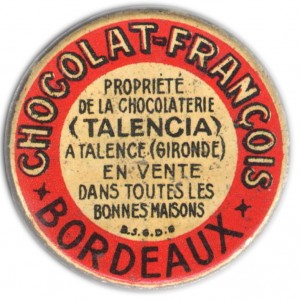 CHOCOLAT-FRANÇOIS
PROPRIÉTÉ
DE LA CHOCOLATERIE
(TALENCIA)
A TALENCE (GIRONDE)
EN VENTE
DANS TOUTES LES
BONNES MAISONS
B.S.G.D.G
BORDEAUX